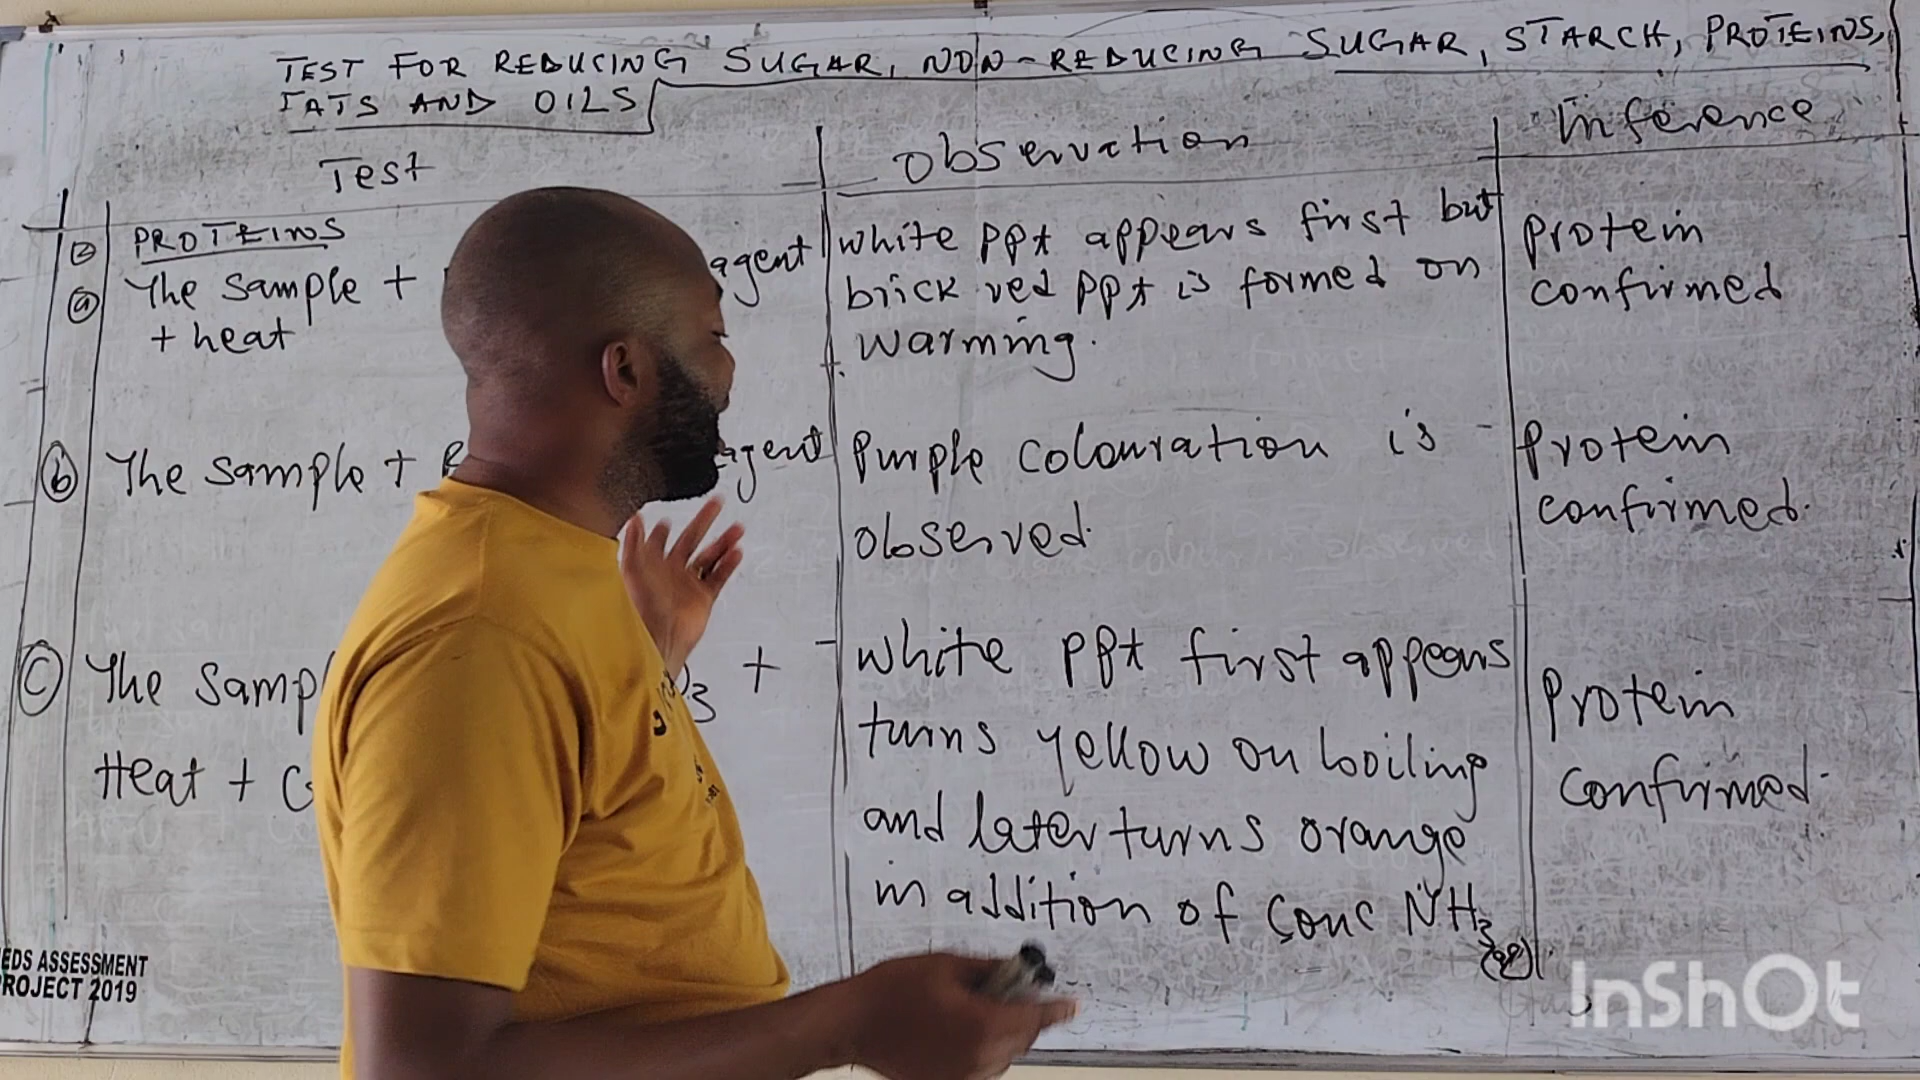 TEST FOR REDUCING SUGAR, NON-REDUCING SUGAR, STARCH, PROTEINS,
FATS AND OILS
Test
Observation
Inference
2
PROTEINS
a
The sample +
agent
+ heat
white ppt appears first but
brick red ppt is formed on
warming.
protein
confirmed
b
The sample +
agent
Purple colouration is
observed.
protein
confirmed.
C
The samp
3 +
Heat + C
white ppt first appears
turns yellow on boiling
and later turns orange
in addition of conc NH3
(aq).
Protein
confirmed.
EDS ASSESSMENT
ROJECT 2019
InShOt